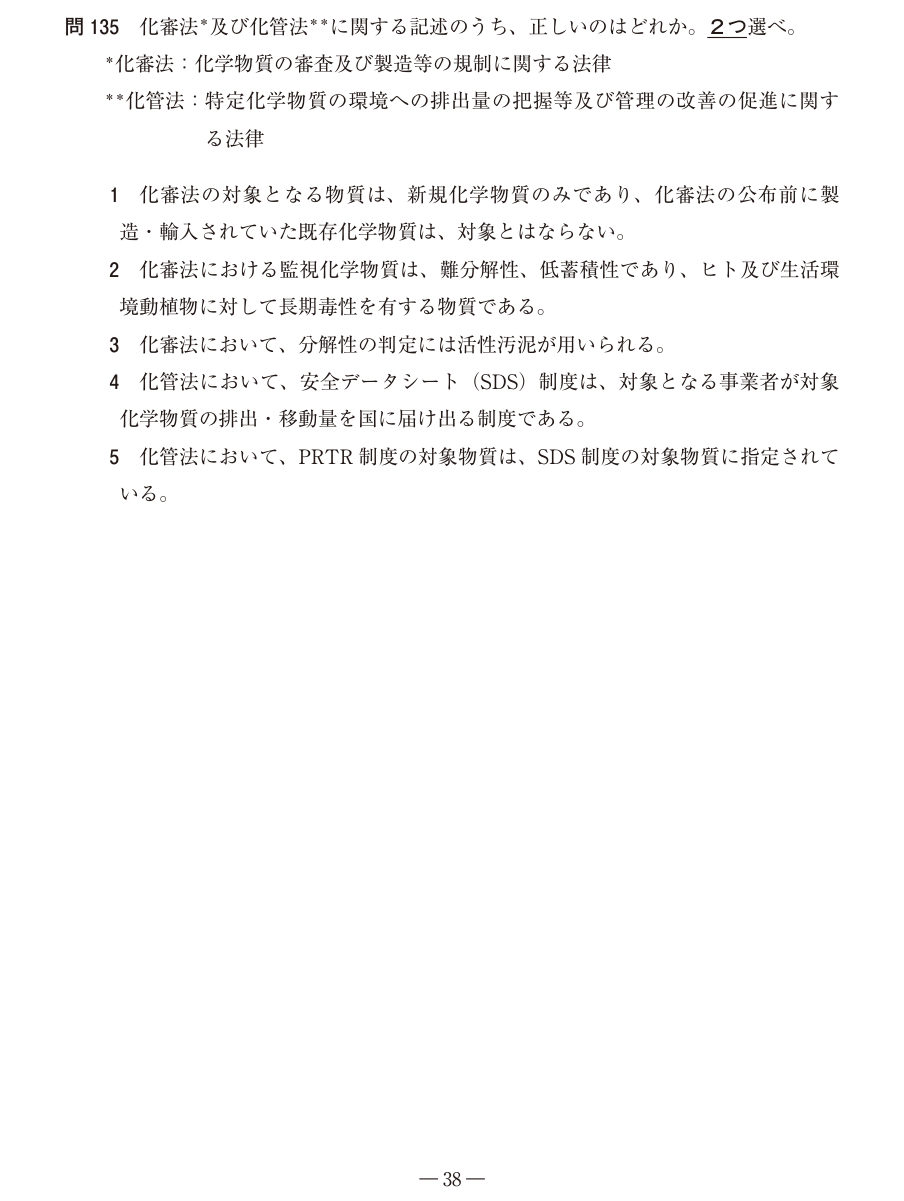 問 135 化審法*及び化管法**に関する記述のうち、正しいのはどれか。２つ選べ。
*化審法：化学物質の審査及び製造等の規制に関する法律
**化管法：特定化学物質の環境への排出量の把握等及び管理の改善の促進に関す
る法律
1 化審法の対象となる物質は、新規化学物質のみであり、化審法の公布前に製
造・輸入されていた既存化学物質は、対象とはならない。
2 化審法における監視化学物質は、難分解性、低蓄積性であり、ヒト及び生活環
境動植物に対して長期毒性を有する物質である。
3 化審法において、分解性の判定には活性汚泥が用いられる。
4 化管法において、安全データシート（SDS）制度は、対象となる事業者が対象
化学物質の排出・移動量を国に届け出る制度である。
5 化管法において、PRTR 制度の対象物質は、SDS 制度の対象物質に指定されて
いる。
— 38 —